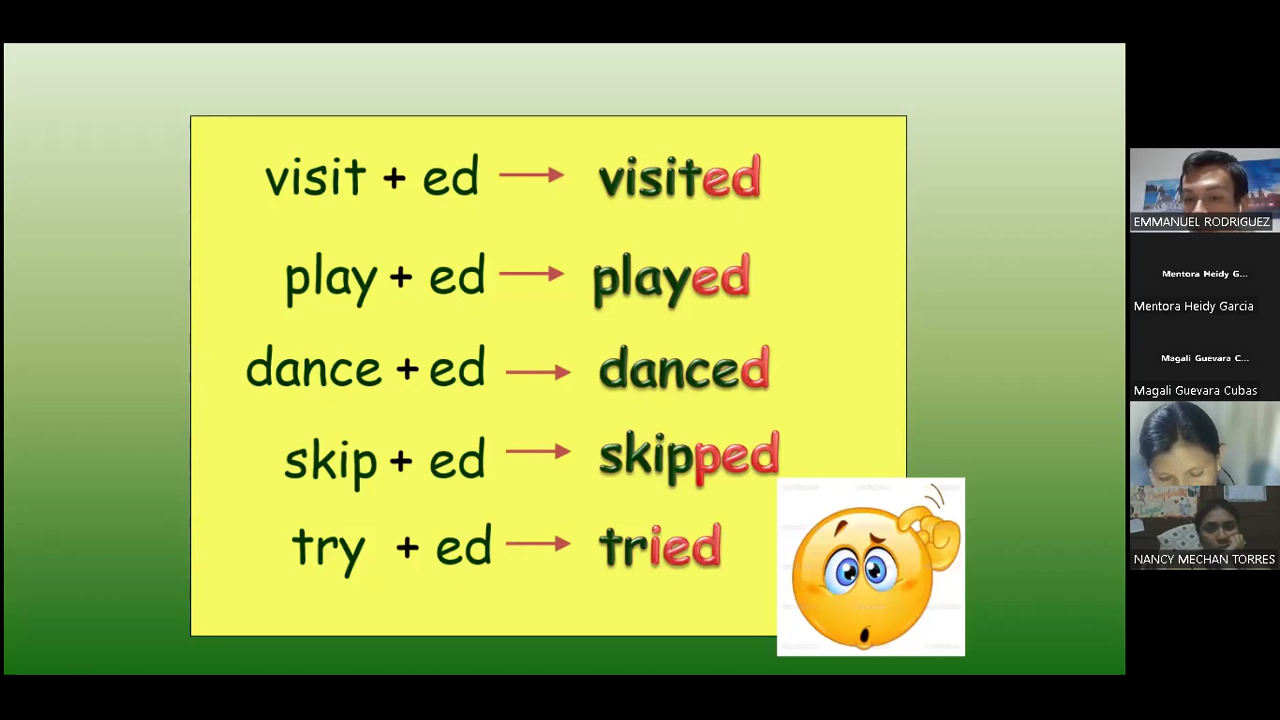 visit + ed → visited
play + ed → played
dance + ed → danced
skip + ed → skipped
try + ed → tried
EMMANUEL RODRIGUEZ
Mentora Heidy G...
Mentora Heidy Garcia
Magali Guevara C...
Magali Guevara Cubas
NANCY MECHAN TORRES